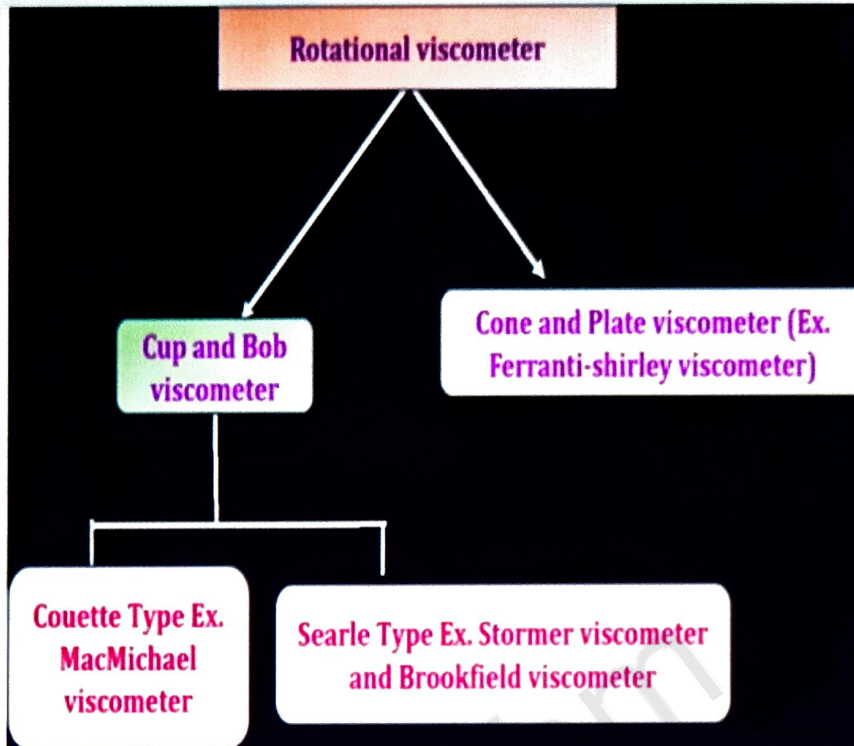 Rotational viscometer
Cup and Bob
viscometer
Cone and Plate viscometer (Ex.
Ferranti-shirley viscometer)
Couette Type Ex.
MacMichael
viscometer
Searle Type Ex. Stormer viscometer
and Brookfield viscometer